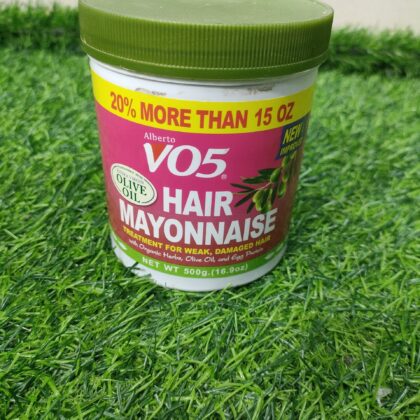 20% MORE THAN 15 OZ
Alberto
VO5
NEW
IMPROVED
OLIVE
OIL
HAIR
MAYONNAISE
TREATMENT FOR WEAK, DAMAGED HAIR
with Organic Herbs, Olive Oil, and Egg Protein
NET WT 500g.(16.9oz)